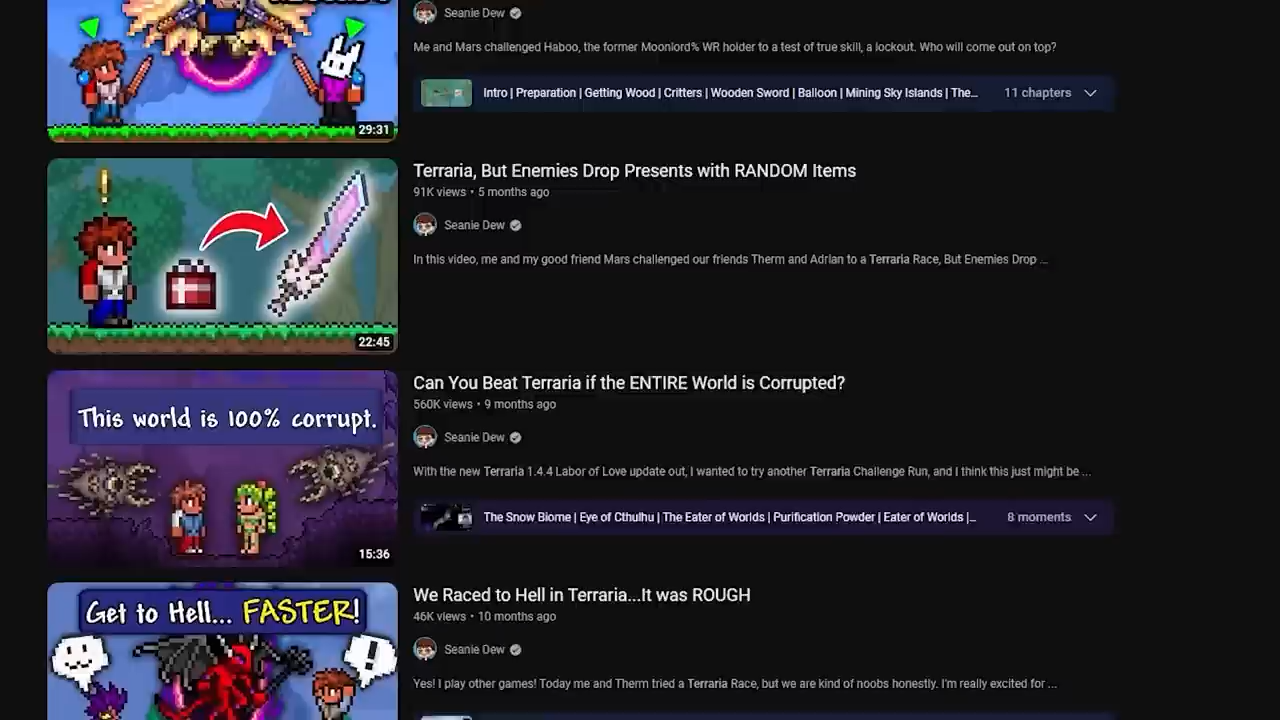 Seanie Dew
Me and Mars challenged Haboo, the former Moonlord% WR holder to a test of true skill, a lockout. Who will come out on top?
Intro | Preparation | Getting Wood | Critters | Wooden Sword | Balloon | Mining Sky Islands | The...
11 chapters
29:31
Terraria, But Enemies Drop Presents with RANDOM Items
91K views • 5 months ago
Seanie Dew
In this video, me and my good friend Mars challenged our friends Therm and Adrian to a Terraria Race, But Enemies Drop ...
22:45
This world is 100% corrupt.
15:36
Can You Beat Terraria if the ENTIRE World is Corrupted?
560K views • 9 months ago
Seanie Dew
With the new Terraria 1.4.4 Labor of Love update out, I wanted to try another Terraria Challenge Run, and I think this just might be ...
The Snow Biome | Eye of Cthulhu | The Eater of Worlds | Purification Powder | Eater of Worlds |...
8 moments
Get to Hell... FASTER!
We Raced to Hell in Terraria...It was ROUGH
46K views • 10 months ago
Seanie Dew
Yes! I play other games! Today me and Therm tried a Terraria Race, but we are kind of noobs honestly. I'm really excited for ...